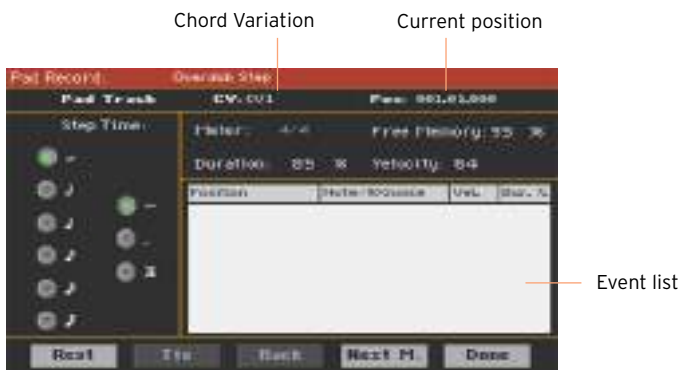 Chord Variation Current position
Pad Record: Overdub Step
Pad Track CV: CV1 Pos: 001.01.000
Step Time: Meter: 4/4 Free Memory: 99 %
Duration: 85 % Velocity: 64
Position Note/RXnoise Vel. Dur. %
Event list
Rest Tie Back Next M. Done